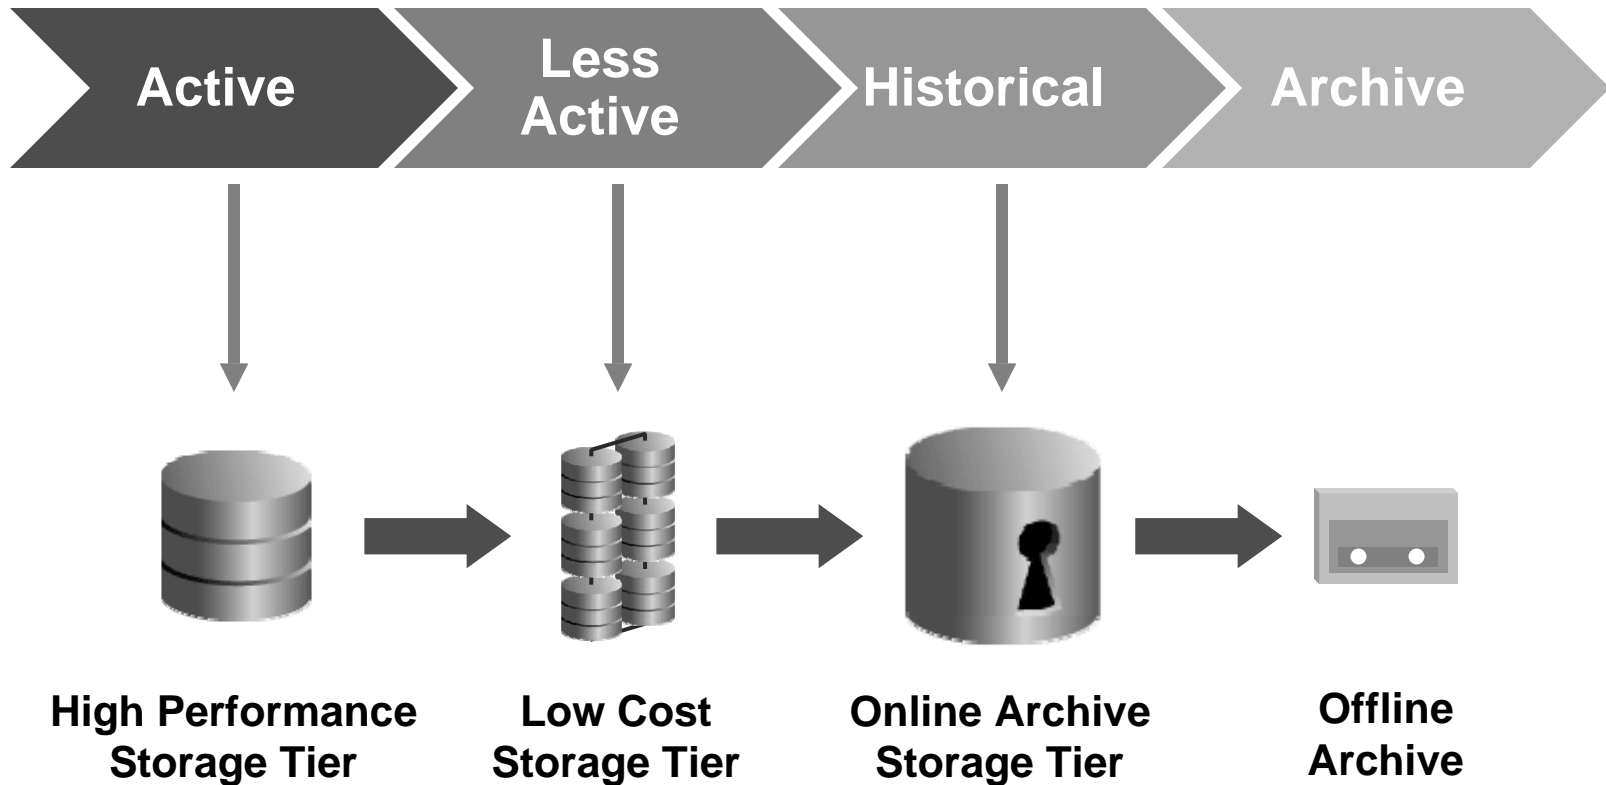 Active
Less
Active
Historical
Archive
High Performance
Storage Tier
Low Cost
Storage Tier
Online Archive
Storage Tier
Offline
Archive